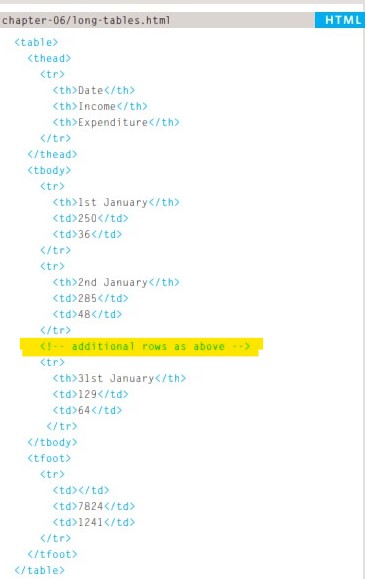 chapter-06/long-tables.html HTML
<table>
<thead>
<tr>
<th>Date</th>
<th>Income</th>
<th>Expenditure</th>
</tr>
</thead>
<tbody>
<tr>
<th>1st January</th>
<td>250</td>
<td>36</td>
</tr>
<tr>
<th>2nd January</th>
<td>285</td>
<td>48</td>
</tr>
<!-- additional rows as above -->
<tr>
<th>31st January</th>
<td>129</td>
<td>64</td>
</tr>
</tbody>
<tfoot>
<tr>
<td></td>
<td>7824</td>
<td>1241</td>
</tr>
</tfoot>
</table>